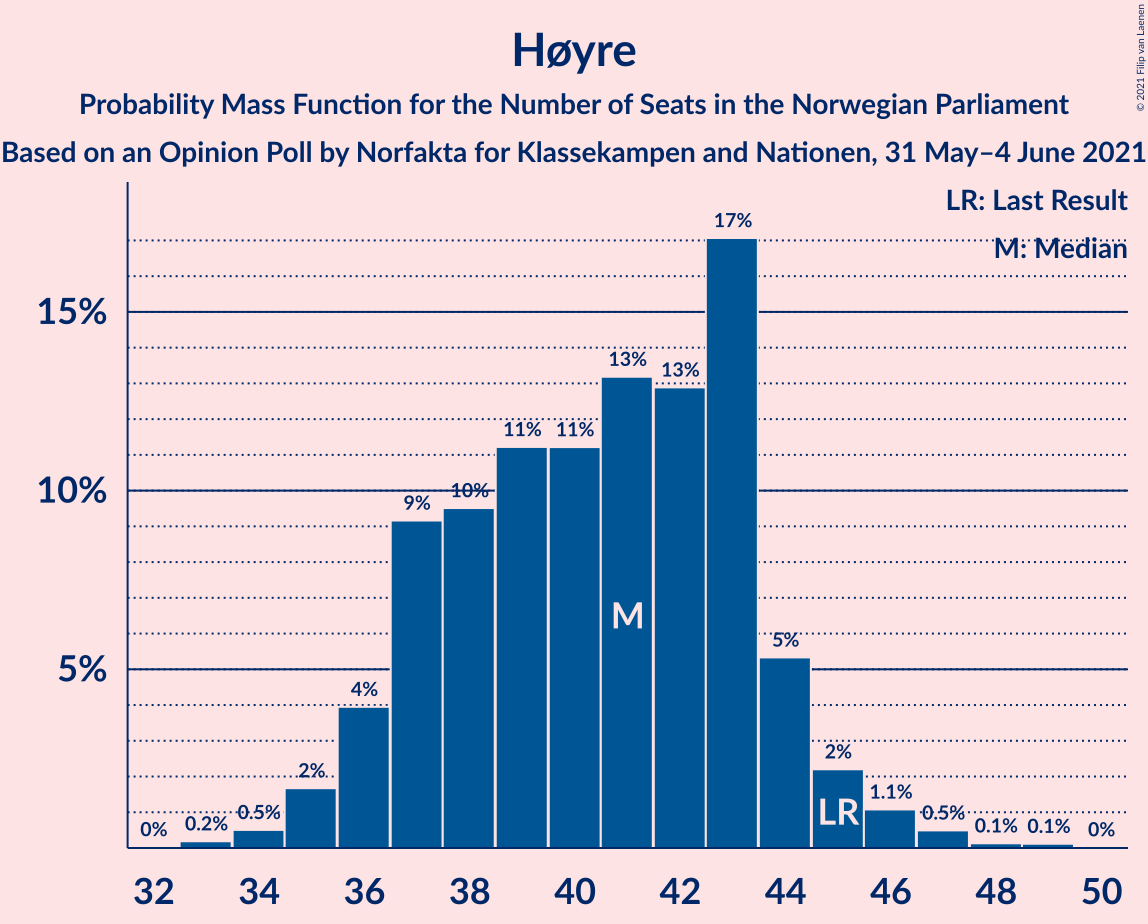 Høyre
Probability Mass Function for the Number of Seats in the Norwegian Parliament
Based on an Opinion Poll by Norfakta for Klassekampen and Nationen, 31 May–4 June 2021
© 2021 Filip van Laenen
LR: Last Result
M: Median
17%
15%
13%
13%
11%
11%
10%
10%
9%
M
5%
5%
4%
2%
2%
LR
1.1%
0.5%
0.5%
0.2%
0%
0.1%
0.1%
0%
32 34 36 38 40 42 44 46 48 50